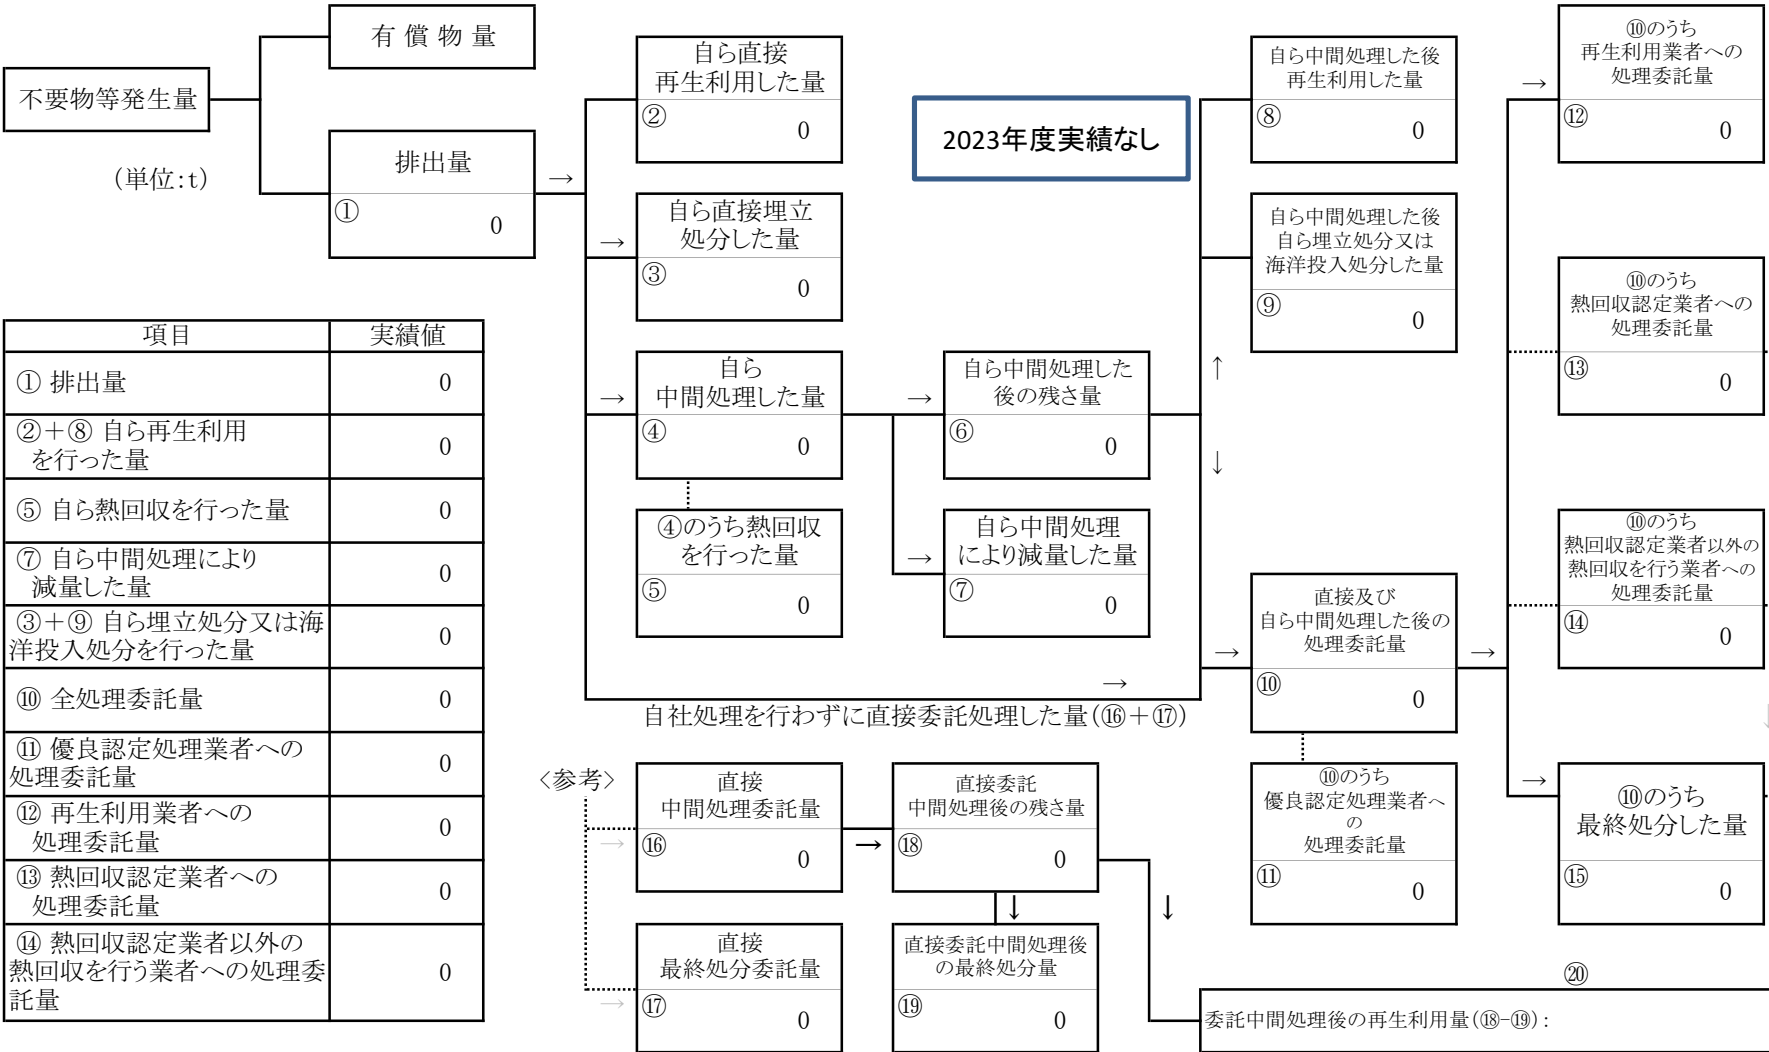 有 償 物 量
不要物等発生量
(単位:t)
排出量
①
0
→
自ら直接
再生利用した量
②
0
→
自ら直接埋立
処分した量
③
0
→
自ら
中間処理した量
④
0
④のうち熱回収
を行った量
⑤
0
→
自ら中間処理した
後の残さ量
⑥
0
→
自ら中間処理
により減量した量
⑦
0
2023年度実績なし
自ら中間処理した後
再生利用した量
⑧
0
自ら中間処理した後
自ら埋立処分又は
海洋投入処分した量
⑨
0
↑
↓
→
自社処理を行わずに直接委託処理した量(⑯+⑰)
→
直接及び
自ら中間処理した後の
処理委託量
⑩
0
→
⑩のうち
優良認定処理業者へ
の
処理委託量
⑪
0
→
⑩のうち
再生利用業者への
処理委託量
⑫
0
⑩のうち
熱回収認定業者への
処理委託量
⑬
0
⑩のうち
熱回収認定業者以外の
熱回収を行う業者への
処理委託量
⑭
0
↓
→
⑩のうち
最終処分した量
⑮
0
項目 実績値
① 排出量 0
②+⑧ 自ら再生利用
を行った量 0
⑤ 自ら熱回収を行った量 0
⑦ 自ら中間処理により
減量した量 0
③+⑨ 自ら埋立処分又は海
洋投入処分を行った量 0
⑩ 全処理委託量 0
⑪ 優良認定処理業者への
処理委託量 0
⑫ 再生利用業者への
処理委託量 0
⑬ 熱回収認定業者への
処理委託量 0
⑭ 熱回収認定業者以外の
熱回収を行う業者への処理委
託量 0
<参考>
→
直接
中間処理委託量
⑯
0
→
直接委託
中間処理後の残さ量
⑱
0
→
直接
最終処分委託量
⑰
0
↓
直接委託中間処理後
の最終処分量
⑲
0
↓
⑳
委託中間処理後の再生利用量(⑱-⑲):